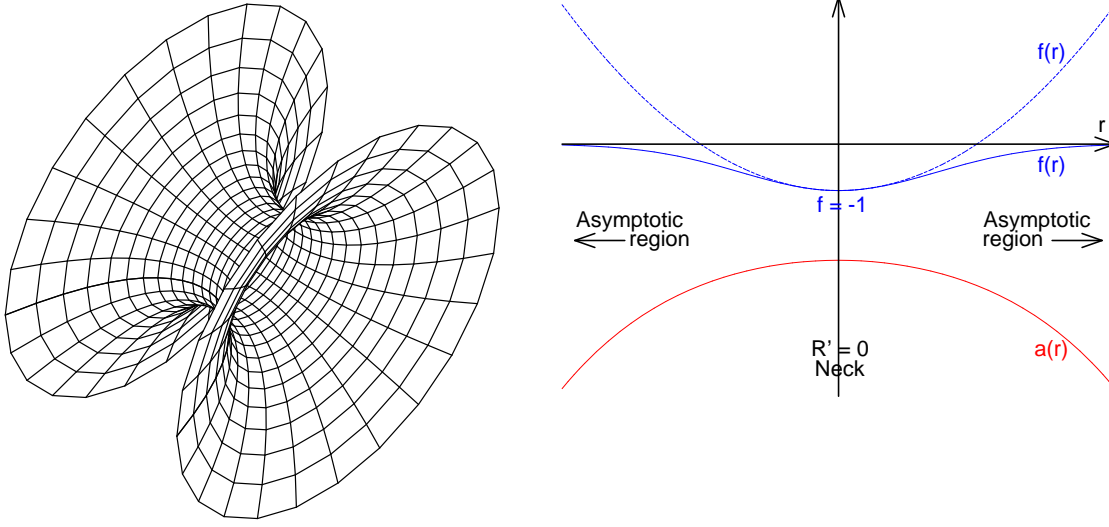 f(r)
r
f(r)
f = -1
Asymptotic
region
Asymptotic
region
R' = 0
Neck
a(r)